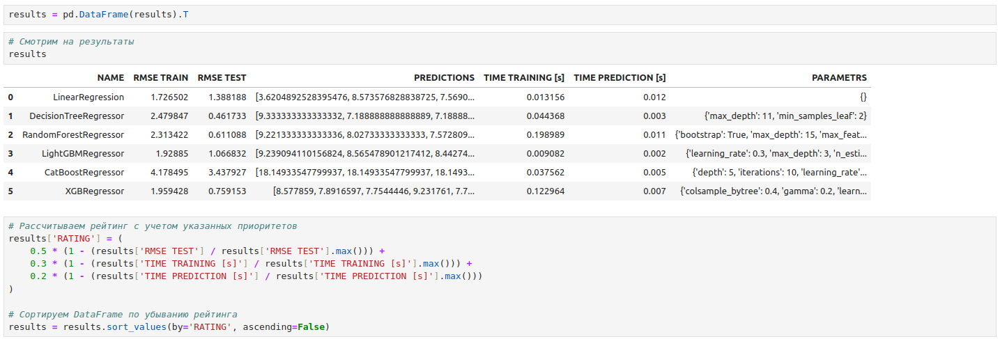 results = pd.DataFrame(results).T
# Смотрим на результаты
results
NAME RMSE TRAIN RMSE TEST PREDICTIONS TIME TRAINING [s] TIME PREDICTION [s] PARAMETRS
0 LinearRegression 1.726502 1.388188 [3.6204892528395476, 8.573576828838725, 7.5690... 0.013156 0.012 {}
1 DecisionTreeRegressor 2.479847 0.461733 [9.333333333333332, 7.188888888888889, 7.18888... 0.044368 0.003 {'max_depth': 11, 'min_samples_leaf': 2}
2 RandomForestRegressor 2.313422 0.611088 [9.221333333333336, 8.02733333333333, 7.572809... 0.198989 0.011 {'bootstrap': True, 'max_depth': 15, 'max_feat...
3 LightGBMRegressor 1.92885 1.066832 [9.239094110156824, 8.565478901217412, 8.44274... 0.009082 0.002 {'learning_rate': 0.3, 'max_depth': 3, 'n_esti...
4 CatBoostRegressor 4.178495 3.437927 [18.14933547799937, 18.14933547799937, 18.1493... 0.037562 0.005 {'depth': 5, 'iterations': 10, 'learning_rate'...
5 XGBRegressor 1.959428 0.759153 [8.577859, 7.8916597, 7.7544446, 9.231761, 7.7... 0.122964 0.007 {'colsample_bytree': 0.4, 'gamma': 0.2, 'learn...
# Рассчитываем рейтинг с учетом указанных приоритетов
results['RATING'] = (
0.5 * (1 - (results['RMSE TEST'] / results['RMSE TEST'].max())) +
0.3 * (1 - (results['TIME TRAINING [s]'] / results['TIME TRAINING [s]'].max())) +
0.2 * (1 - (results['TIME PREDICTION [s]'] / results['TIME PREDICTION [s]'].max()))
)
# Сортируем DataFrame по убыванию рейтинга
results = results.sort_values(by='RATING', ascending=False)